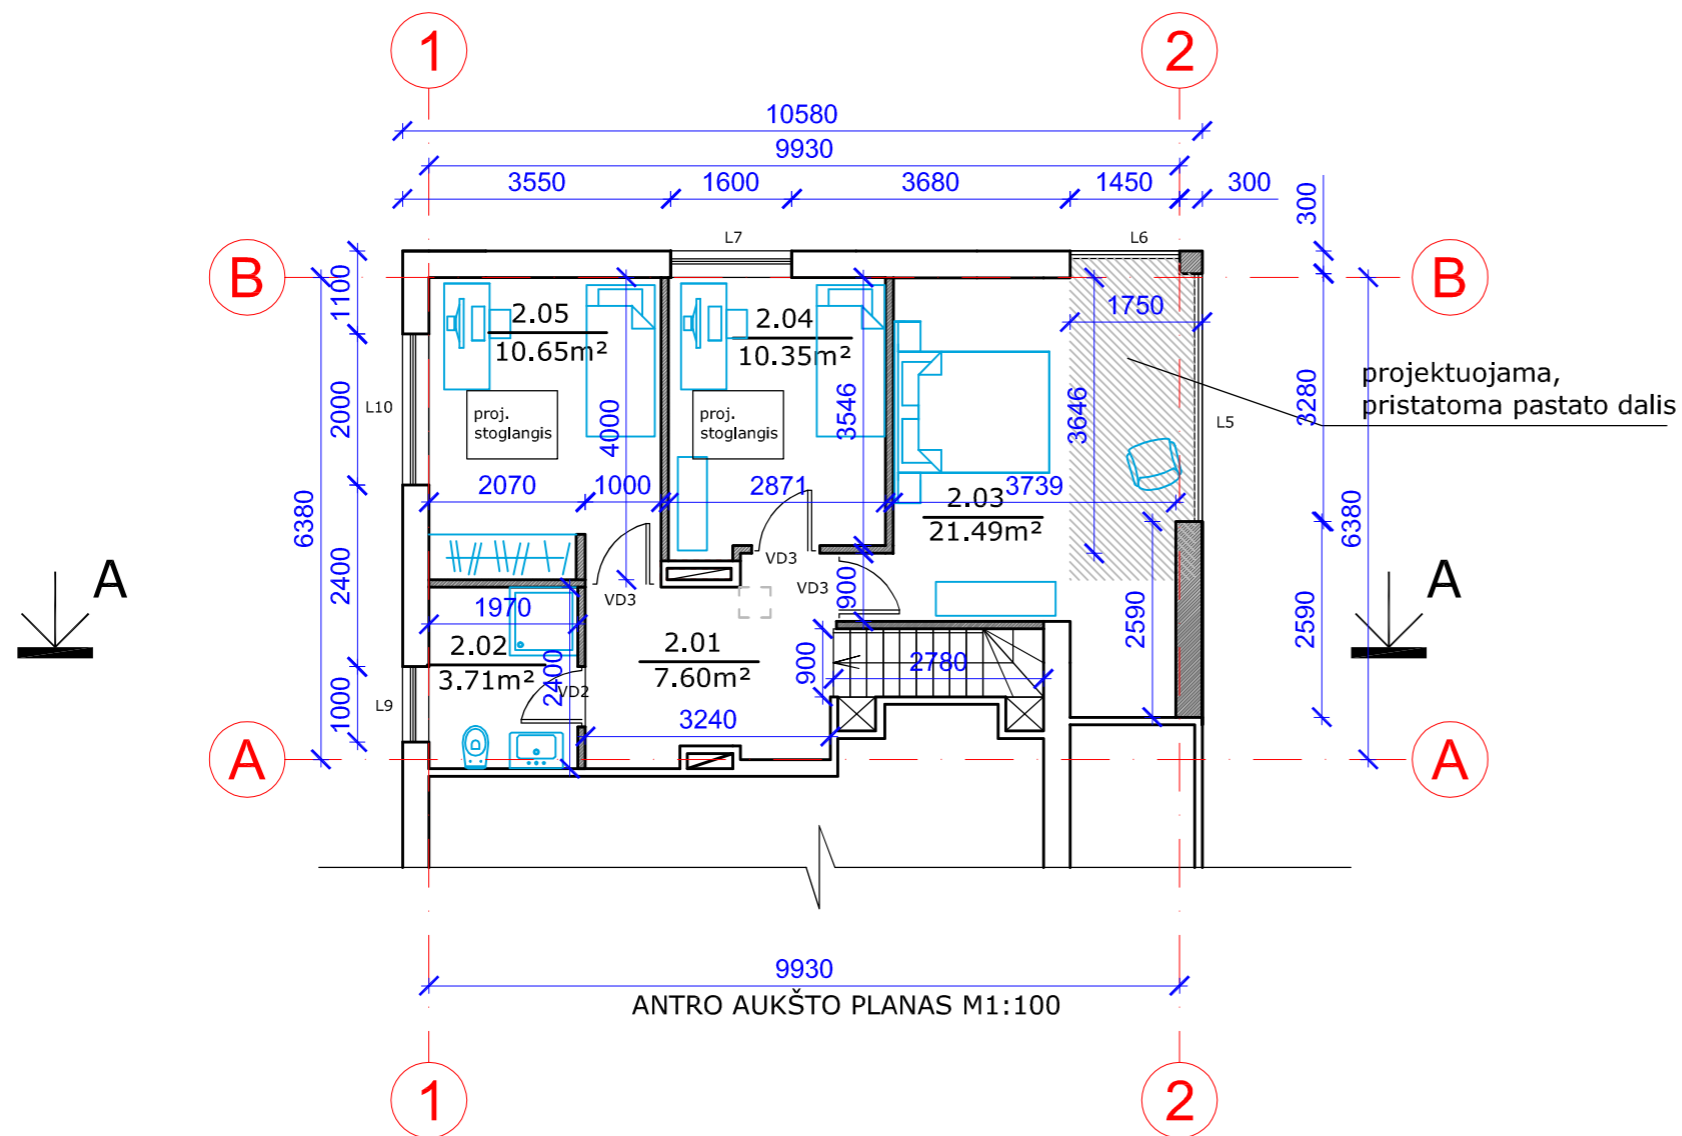 1
2
10580
9930
3550
1600
3680
1450
300
300
L7
L6
B
B
1100
2.05
10.65m²
2.04
10.35m²
1750
projektuojama,
pristatoma pastato dalis
L10
2000
proj.
stoglangis
4000
proj.
stoglangis
3546
3646
3280
L5
6380
2070
1000
2871
2.03
3739
21.49m²
6380
A
2400
VD3
VD3
VD3
900
A
1970
2.02
3.71m²
2400
VD2
2.01
7.60m²
900
2780
2590
2590
L9
1000
3240
A
A
9930
ANTRO AUKŠTO PLANAS M1:100
1
2